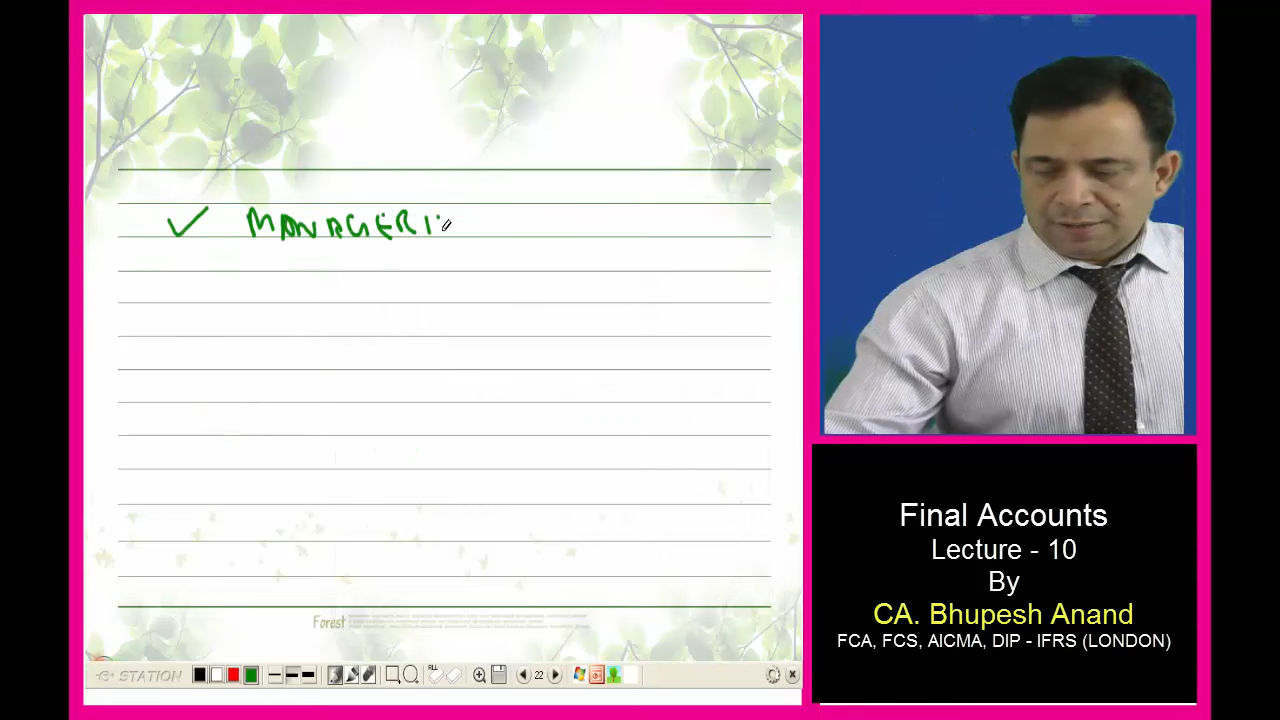 ✓ MANAGERI
Forest
STATION
22
Final Accounts
Lecture - 10
By
CA. Bhupesh Anand
FCA, FCS, AICMA, DIP - IFRS (LONDON)